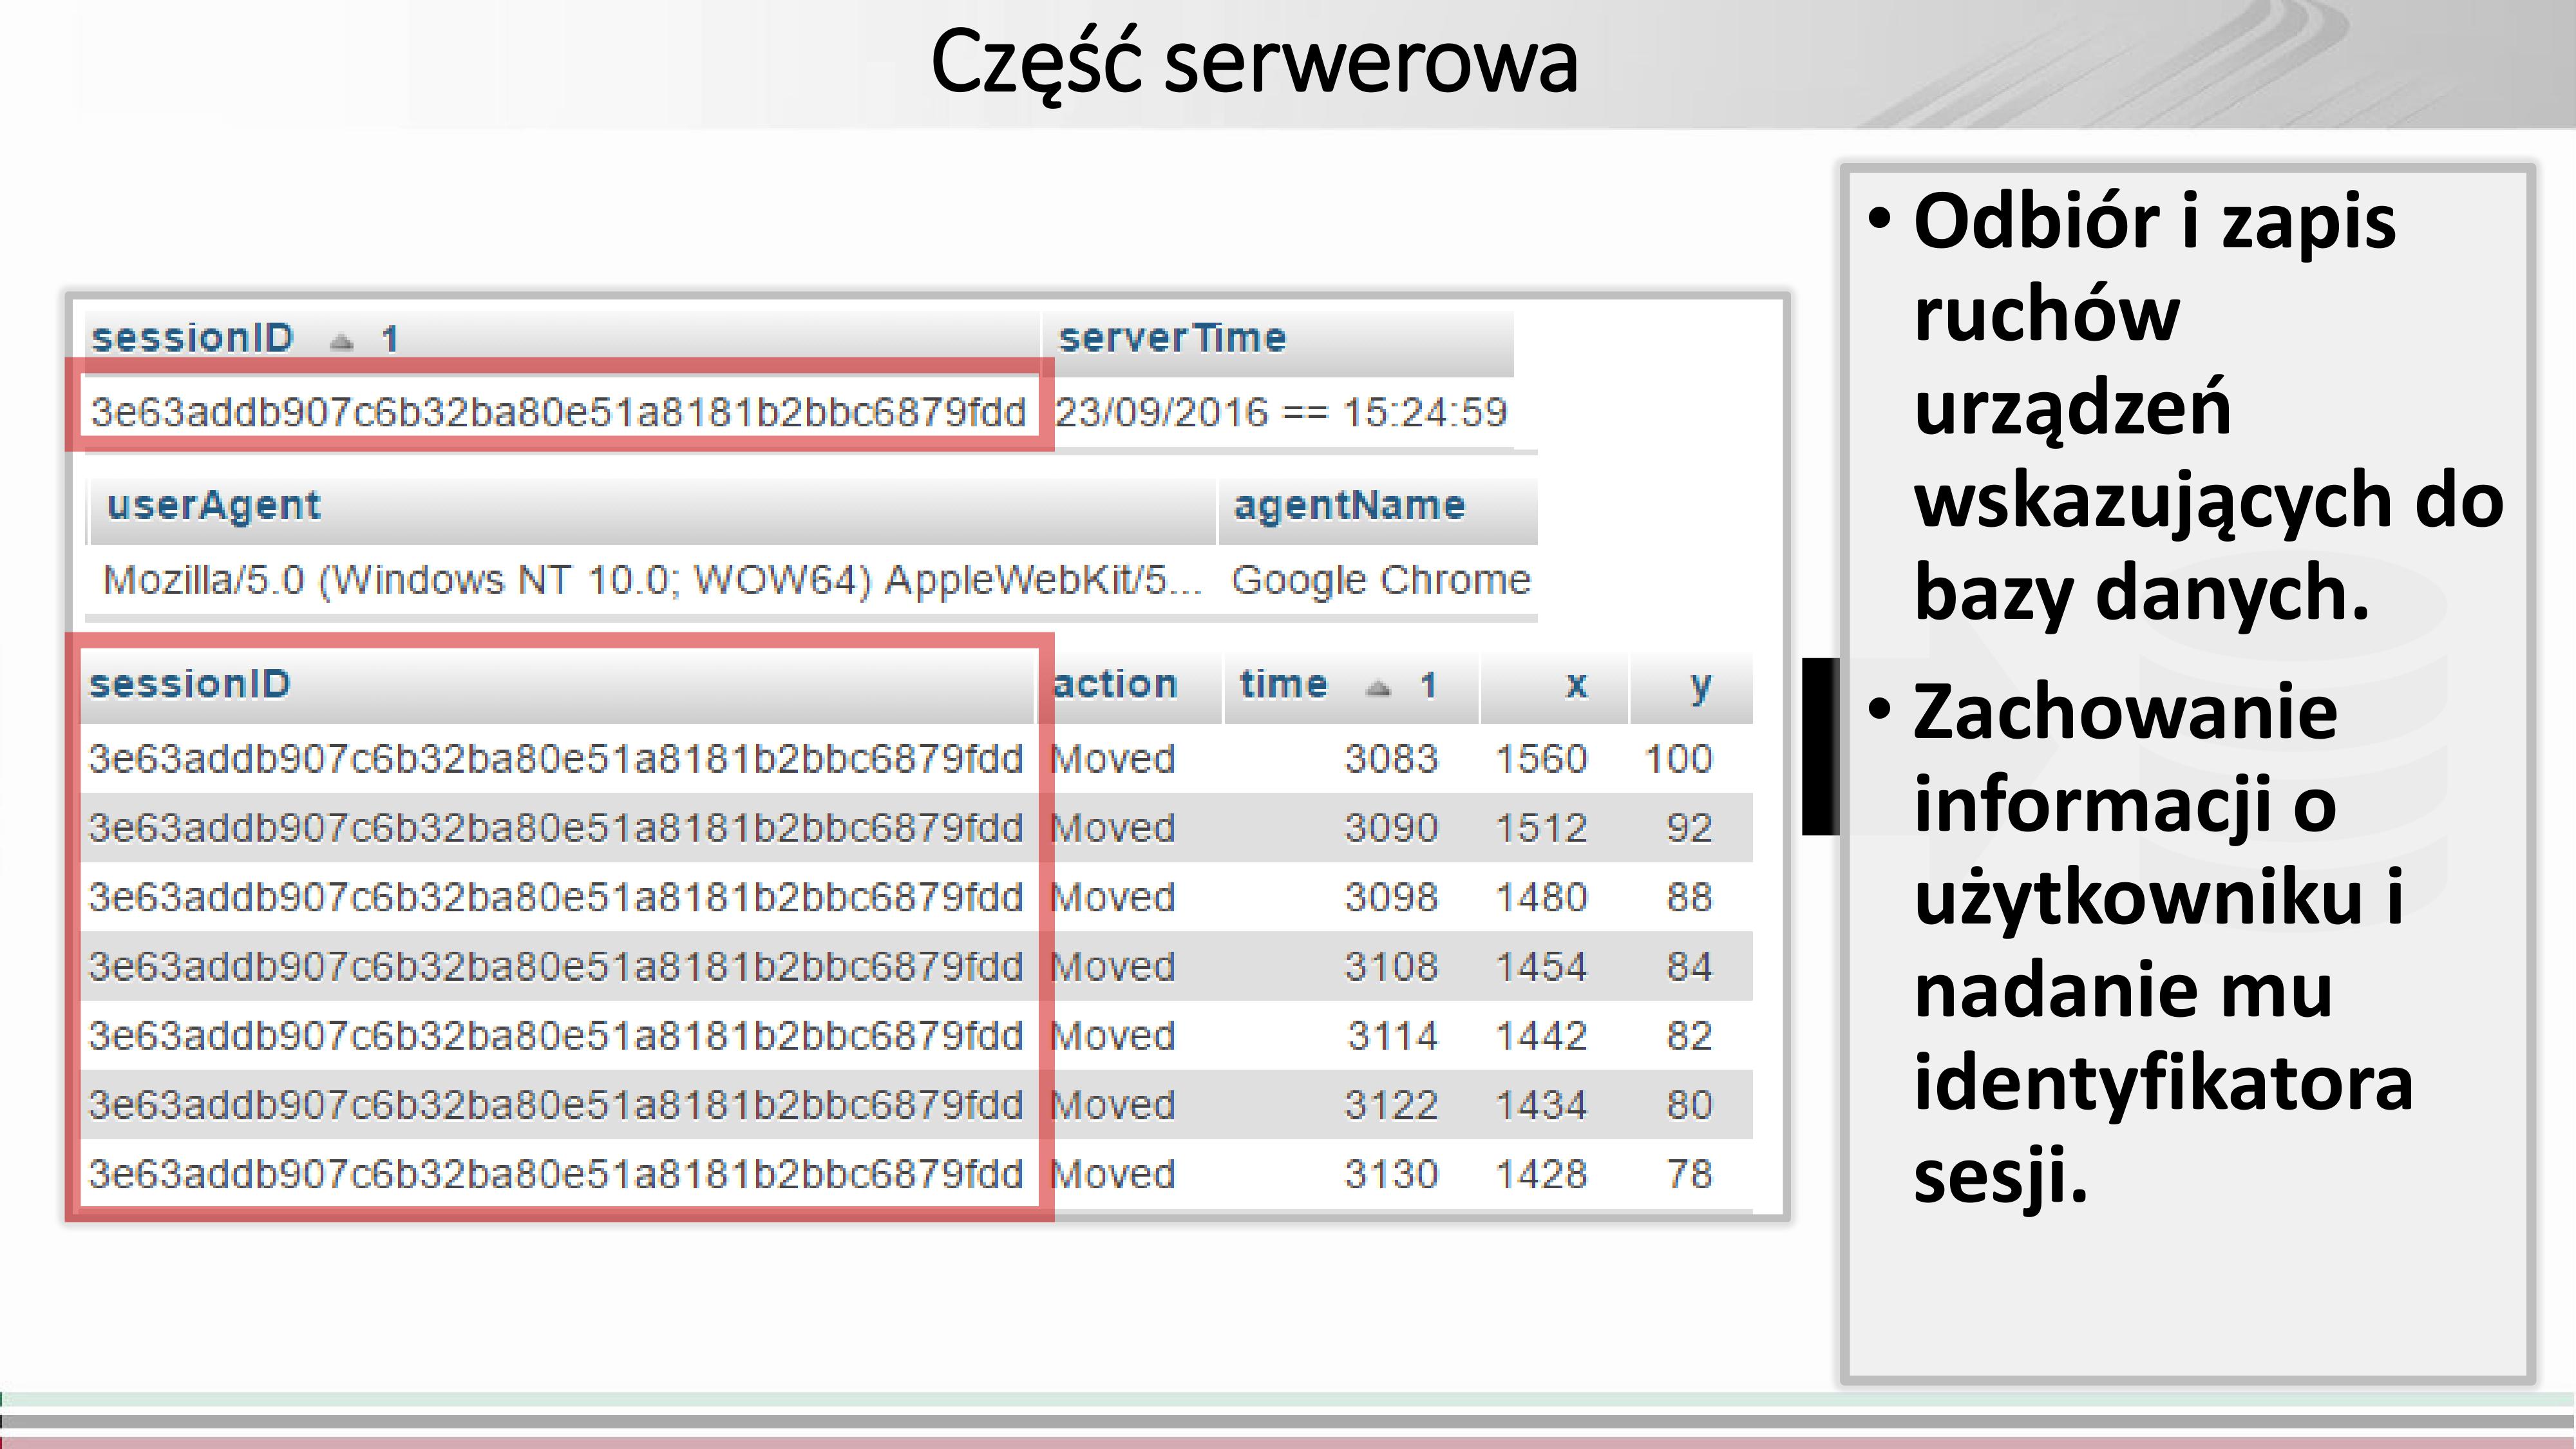 Część serwerowa
sessionID 1 serverTime
3e63addb907c6b32ba80e51a8181b2bbc6879fdd 23/09/2016 == 15:24:59
userAgent agentName
Mozilla/5.0 (Windows NT 10.0; WOW64) AppleWebKit/5... Google Chrome
sessionID action time 1 x y
3e63addb907c6b32ba80e51a8181b2bbc6879fdd Moved 3083 1560 100
3e63addb907c6b32ba80e51a8181b2bbc6879fdd Moved 3090 1512 92
3e63addb907c6b32ba80e51a8181b2bbc6879fdd Moved 3098 1480 88
3e63addb907c6b32ba80e51a8181b2bbc6879fdd Moved 3108 1454 84
3e63addb907c6b32ba80e51a8181b2bbc6879fdd Moved 3114 1442 82
3e63addb907c6b32ba80e51a8181b2bbc6879fdd Moved 3122 1434 80
3e63addb907c6b32ba80e51a8181b2bbc6879fdd Moved 3130 1428 78
• Odbiór i zapis
ruchów
urządzeń
wskazujących do
bazy danych.
• Zachowanie
informacji o
użytkowniku i
nadanie mu
identyfikatora
sesji.